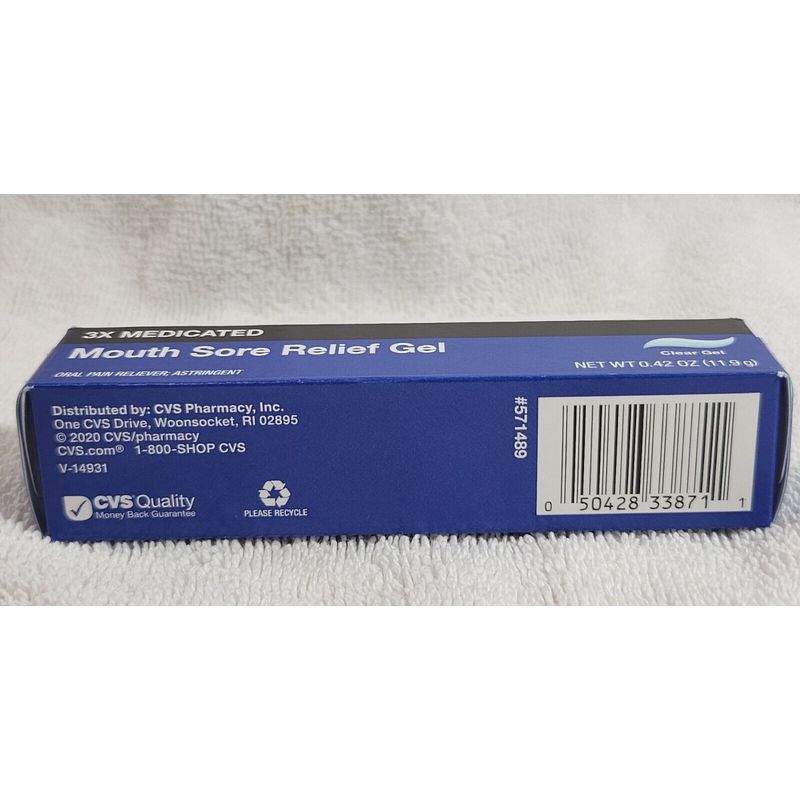 3X MEDICATED
Mouth Sore Relief Gel
ORAL PAIN RELIEVER; ASTRINGENT
Clear Gel
NET WT 0.42 OZ (11.9 g)
Distributed by: CVS Pharmacy, Inc.
One CVS Drive, Woonsocket, RI 02895
© 2020 CVS/pharmacy
CVS.com® 1-800-SHOP CVS
V-14931
CVS Quality
Money Back Guarantee
PLEASE RECYCLE
#571489
0 50428 33871 1